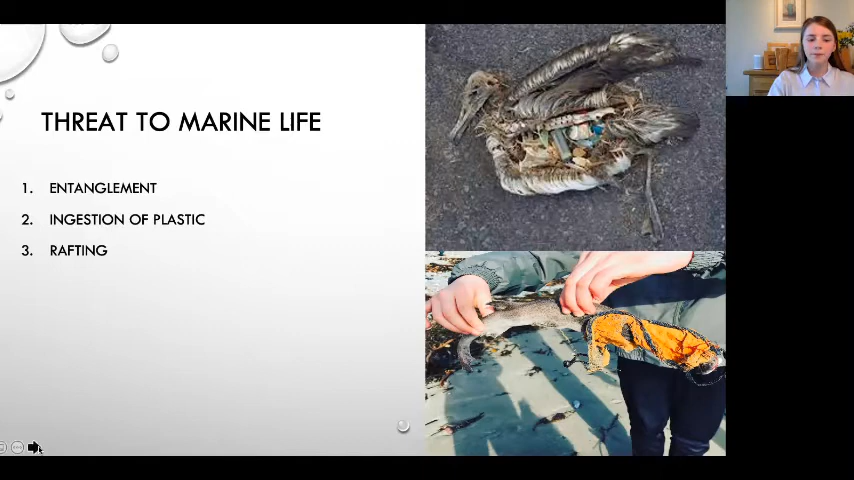 THREAT TO MARINE LIFE
1. ENTANGLEMENT
2. INGESTION OF PLASTIC
3. RAFTING